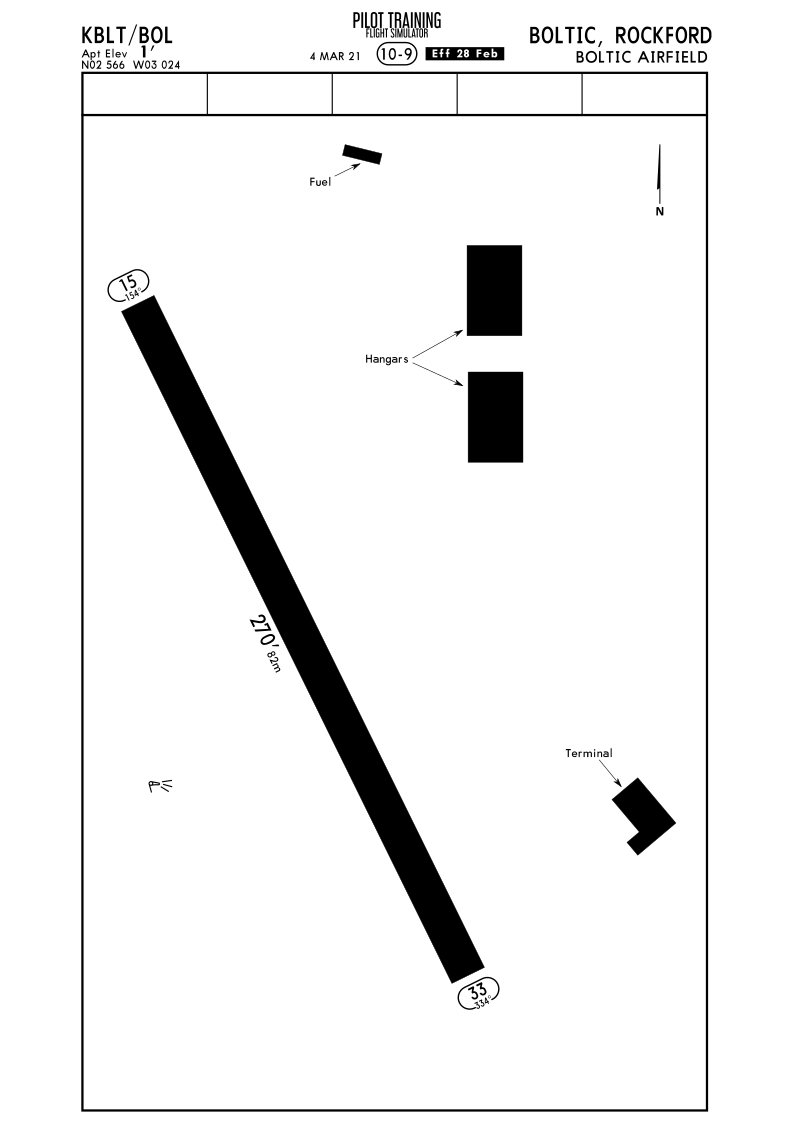 PILOT TRAINING
FLIGHT SIMULATOR
KBLT/BOL
BOLTIC, ROCKFORD
Apt Elev 1'
N02 566 W03 024
4 MAR 21 10-9 Eff 28 Feb
BOLTIC AIRFIELD
Fuel
N
15
154°
Hangars
270'
82m
Terminal
33
334°